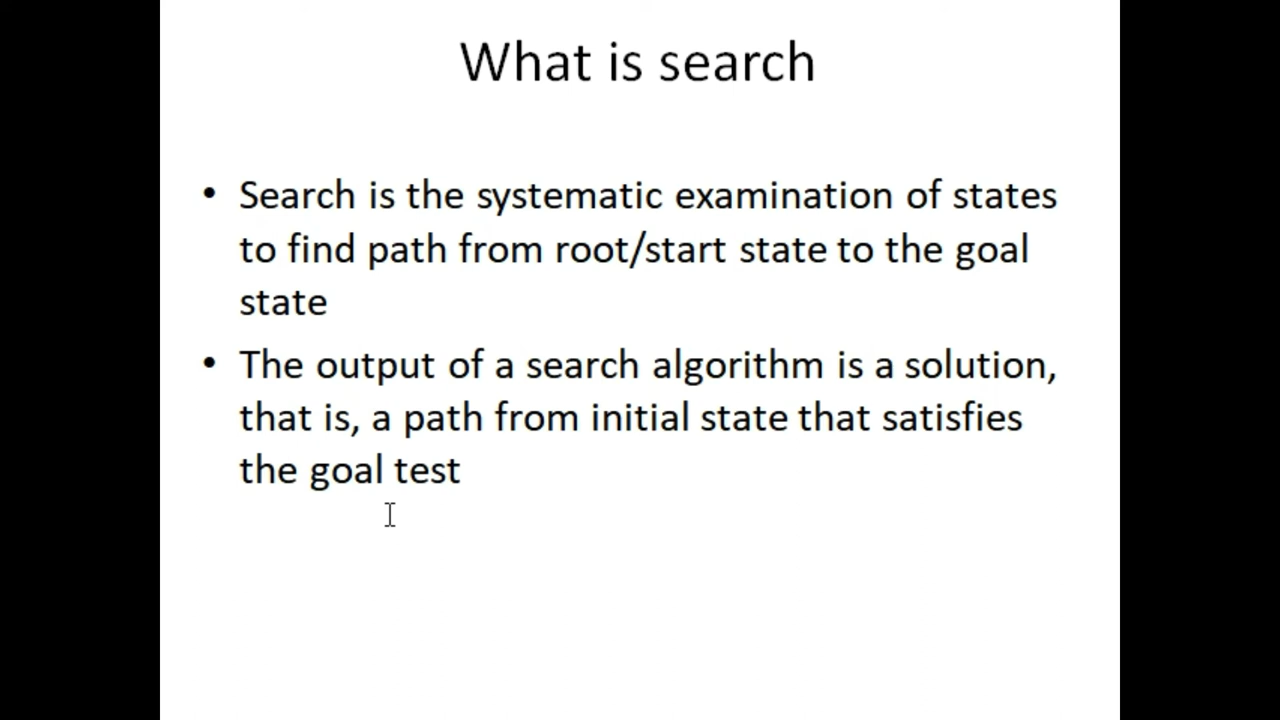 What is search
• Search is the systematic examination of states
to find path from root/start state to the goal
state
• The output of a search algorithm is a solution,
that is, a path from initial state that satisfies
the goal test